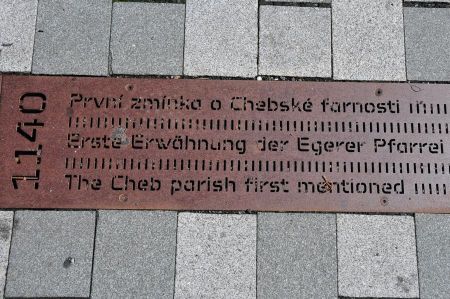 1140
První zmínka o Chebské farnosti
Erste Erwähnung der Egerer Pfarrei
The Cheb parish first mentioned